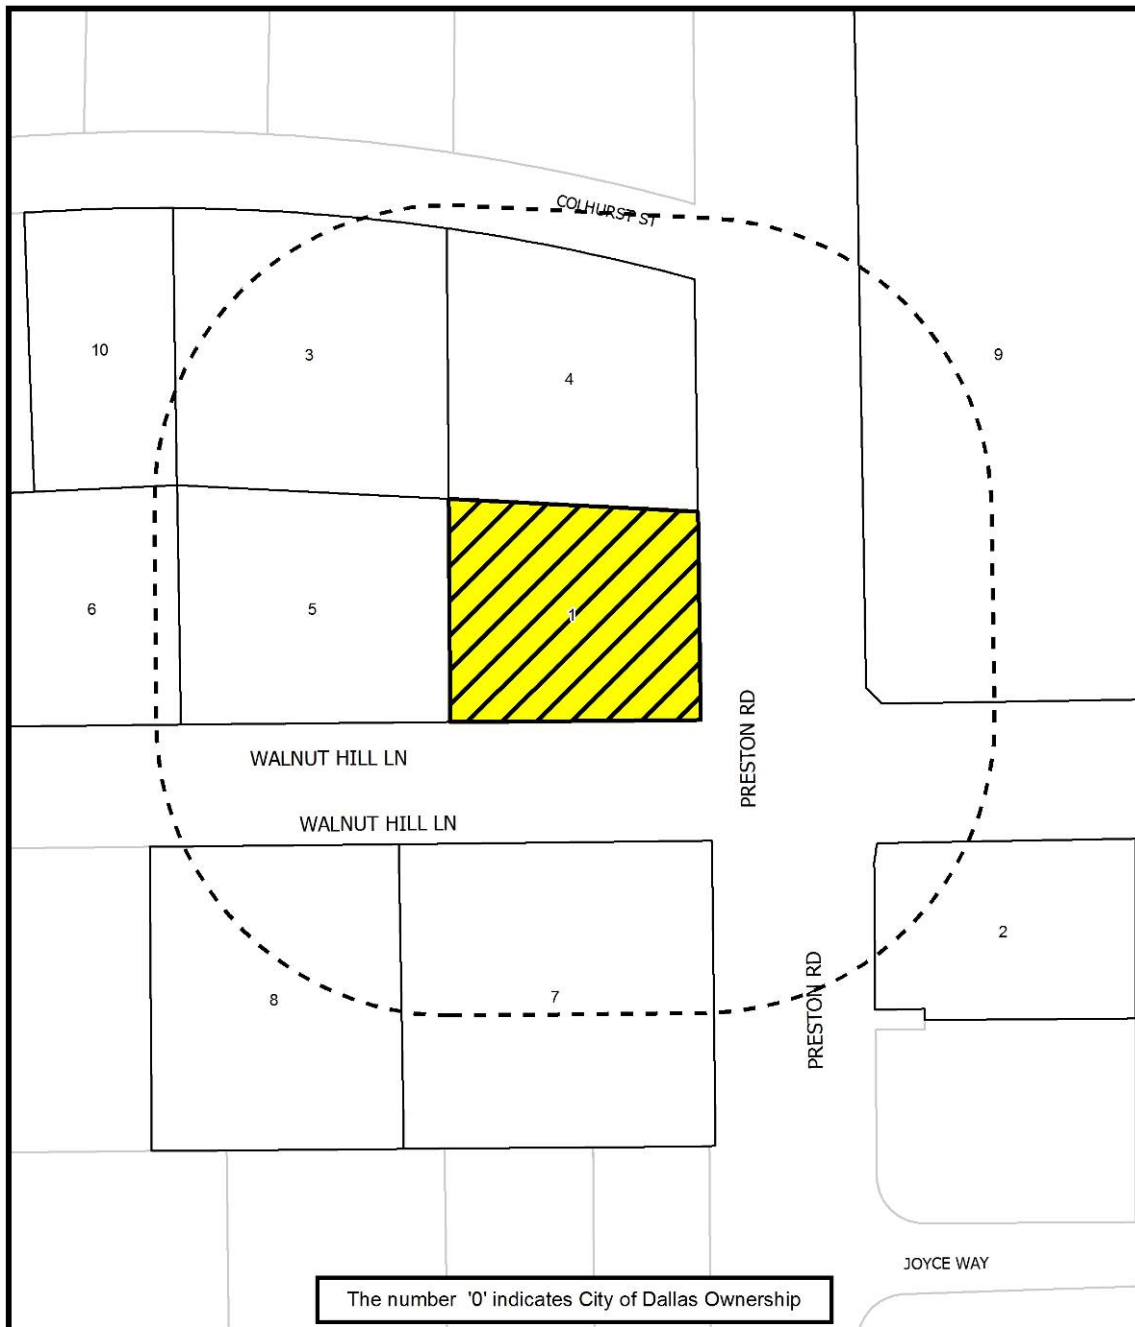 COLHURST ST
10
3
4
9
6
5
1
WALNUT HILL LN
PRESTON RD
WALNUT HILL LN
2
8
7
PRESTON RD
JOYCE WAY
The number '0' indicates City of Dallas Ownership